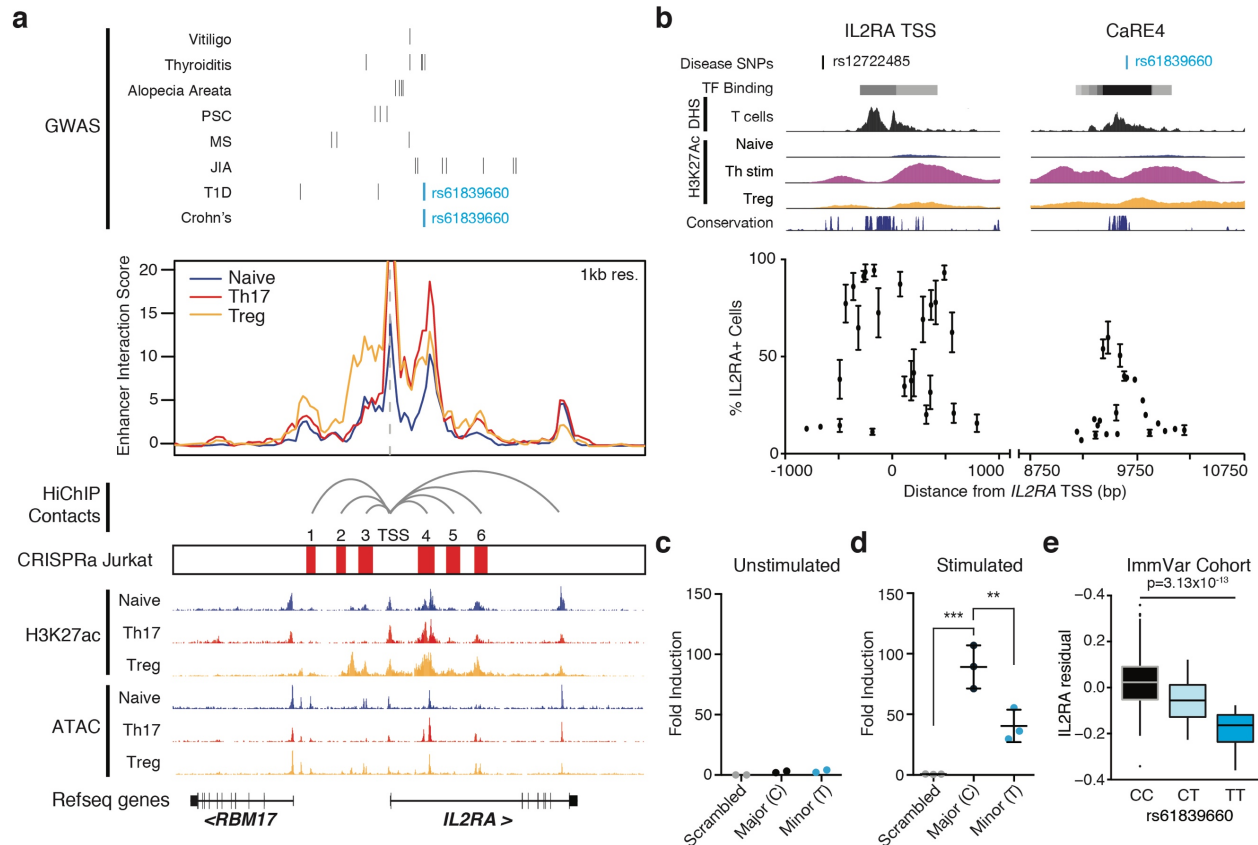 a
GWAS
Vitiligo
Thyroiditis
Alopecia Areata
PSC
MS
JIA
T1D
rs61839660
Crohn's
rs61839660
Enhancer Interaction Score
20
15
10
5
0
Naive
Th17
Treg
1kb res.
HiChIP
Contacts
1 2 3 TSS 4 5 6
CRISPRa Jurkat
H3K27ac
Naive
Th17
Treg
ATAC
Naive
Th17
Treg
Refseq genes
<RBM17
IL2RA >
b
IL2RA TSS
CaRE4
Disease SNPs
rs12722485
rs61839660
TF Binding
DHS
T cells
H3K27Ac
Naive
Th stim
Treg
Conservation
% IL2RA+ Cells
100
50
0
-1000 0 1000 8750 9750 10750
Distance from IL2RA TSS (bp)
c
Unstimulated
Fold Induction
150
100
50
0
Scrambled
Major (C)
Minor (T)
d
Stimulated
Fold Induction
150
100
50
0
***
**
Scrambled
Major (C)
Minor (T)
e
ImmVar Cohort
p=3.13x10-13
IL2RA residual
−0.4
0.2
0.0
−0.2
−0.4
CC CT TT
rs61839660